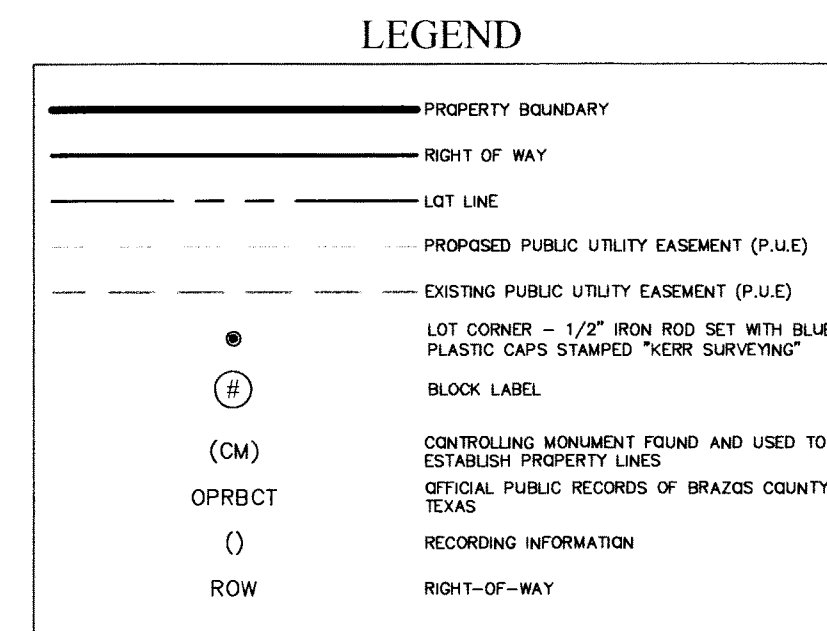 LEGEND
PROPERTY BOUNDARY
RIGHT OF WAY
LOT LINE
PROPOSED PUBLIC UTILITY EASEMENT (P.U.E)
EXISTING PUBLIC UTILITY EASEMENT (P.U.E)
LOT CORNER – 1/2" IRON ROD SET WITH BLUE
PLASTIC CAPS STAMPED "KERR SURVEYING"
# BLOCK LABEL
(CM) CONTROLLING MONUMENT FOUND AND USED TO
ESTABLISH PROPERTY LINES
OPRBCT OFFICIAL PUBLIC RECORDS OF BRAZOS COUNTY
TEXAS
() RECORDING INFORMATION
ROW RIGHT-OF-WAY